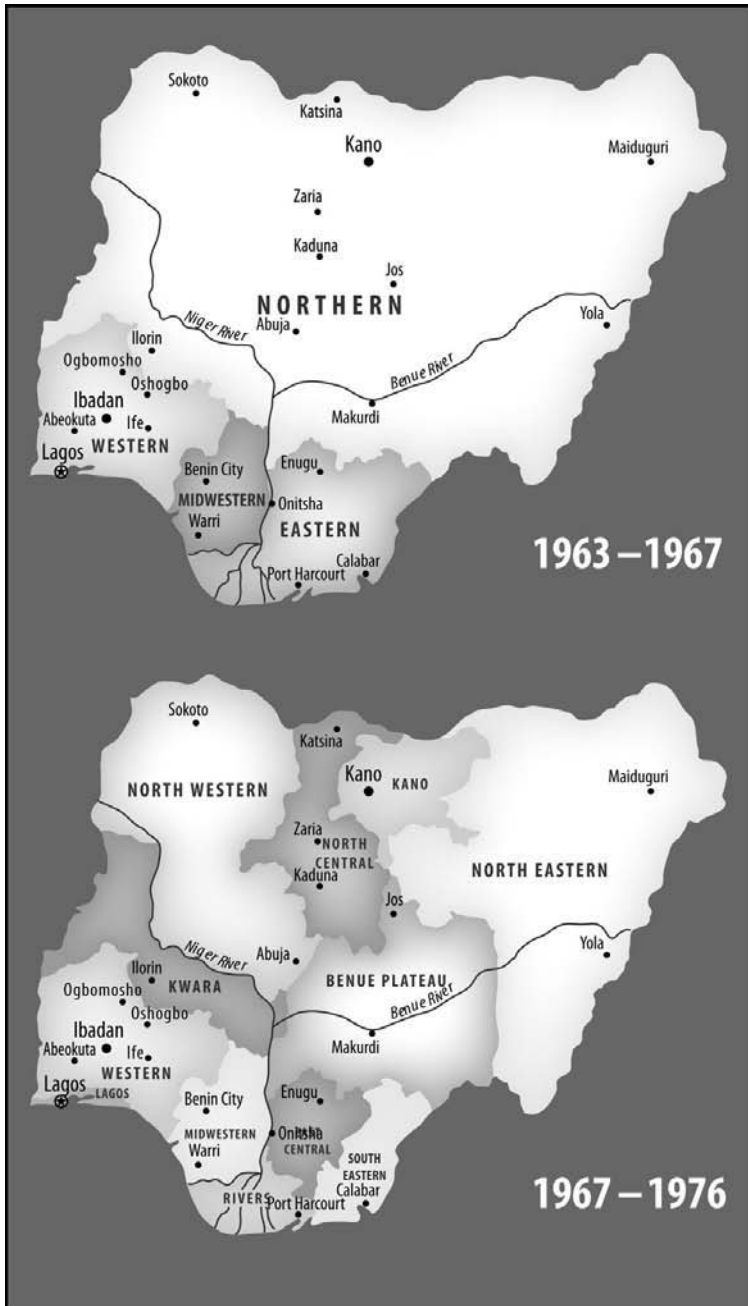 Sokoto
Katsina
Kano
Maiduguri
Zaria
Kaduna
Jos
NORTHERN
Niger River
Abuja
Yola
Ilorin
Ogbomosho
Benue River
Oshogbo
Ibadan
Makurdi
Abeokuta
Ife
WESTERN
Lagos
Enugu
Benin City
MIDWESTERN
Onitsha
Warri
EASTERN
1963 – 1967
Calabar
Port Harcourt
Sokoto
Katsina
Kano
KANO
Maiduguri
NORTH WESTERN
Zaria
NORTH
CENTRAL
NORTH EASTERN
Kaduna
Jos
Niger River
Abuja
Yola
Ilorin
KWARA
BENUE PLATEAU
Ogbomosho
Benue River
Oshogbo
Ibadan
Makurdi
Abeokuta
Ife
WESTERN
Lagos
LAGOS
Enugu
Benin City
MIDWESTERN
Onitsha
CENTRAL
Warri
SOUTH
EASTERN
Calabar
RIVERS
Port Harcourt
1967 – 1976